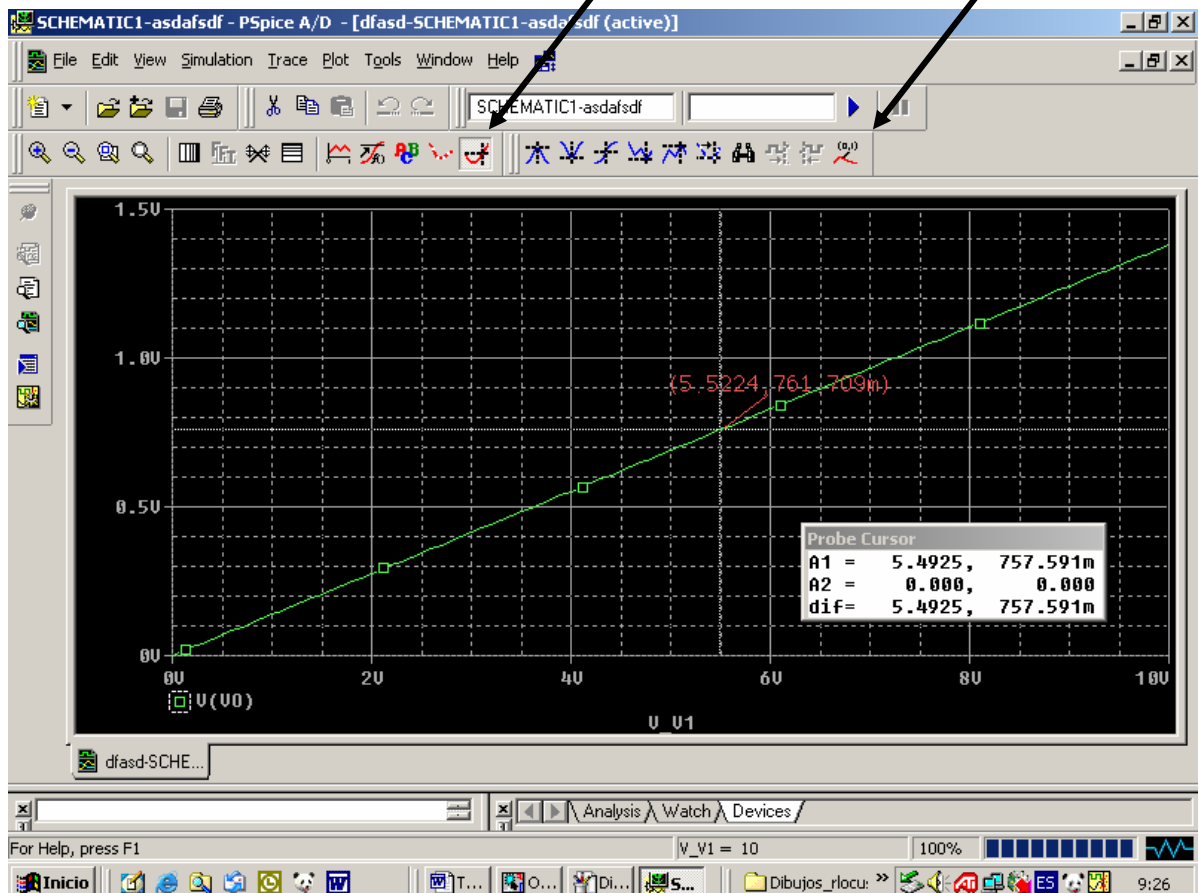 SCHEMATIC1-asdafsdf - PSpice A/D - [dfasd-SCHEMATIC1-asdafsdf (active)]
File Edit View Simulation Trace Plot Tools Window Help
SCHEMATIC1-asdafsdf
1.5V
(5.5224,761.709m)
1.0V
0.5V
Probe Cursor
A1 = 5.4925, 757.591m
A2 = 0.000, 0.000
dif= 5.4925, 757.591m
0V
0V 2V 4V 6V 8V 10V
V(VO)
V_V1
dfasd-SCHE...
Analysis Watch Devices
For Help, press F1 V_V1 = 10 100%
Inicio T... O... Di... S... Dibujos_rlocu: » ES 9:26